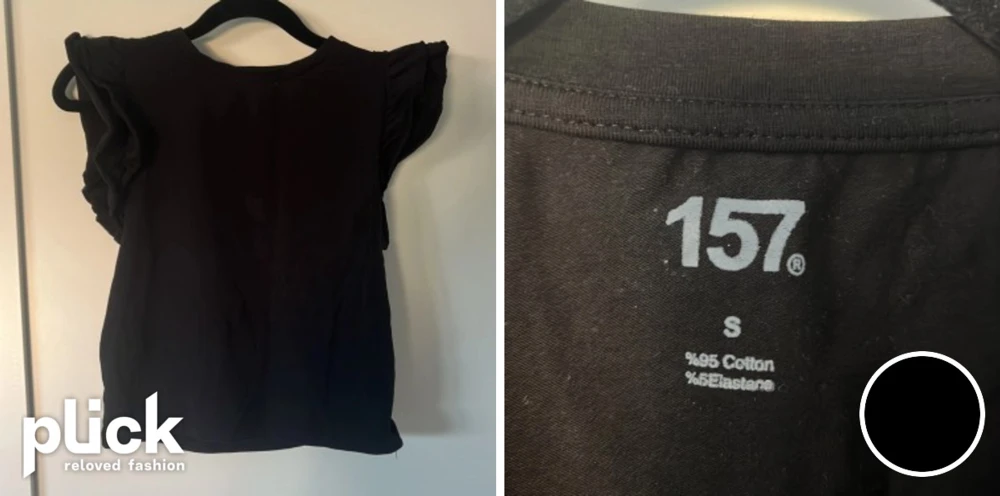 plick
reloved fashion
157®
S
%95 Cotton
%5Elastane